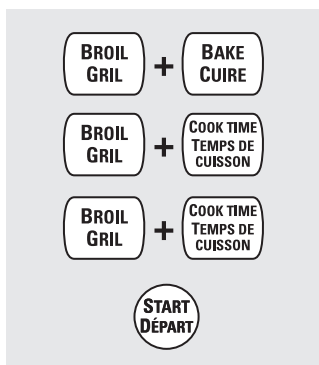 BROIL + BAKE
GRIL CUIRE
BROIL + COOK TIME
GRIL TEMPS DE
CUISSON
BROIL + COOK TIME
GRIL TEMPS DE
CUISSON
START
DÉPART